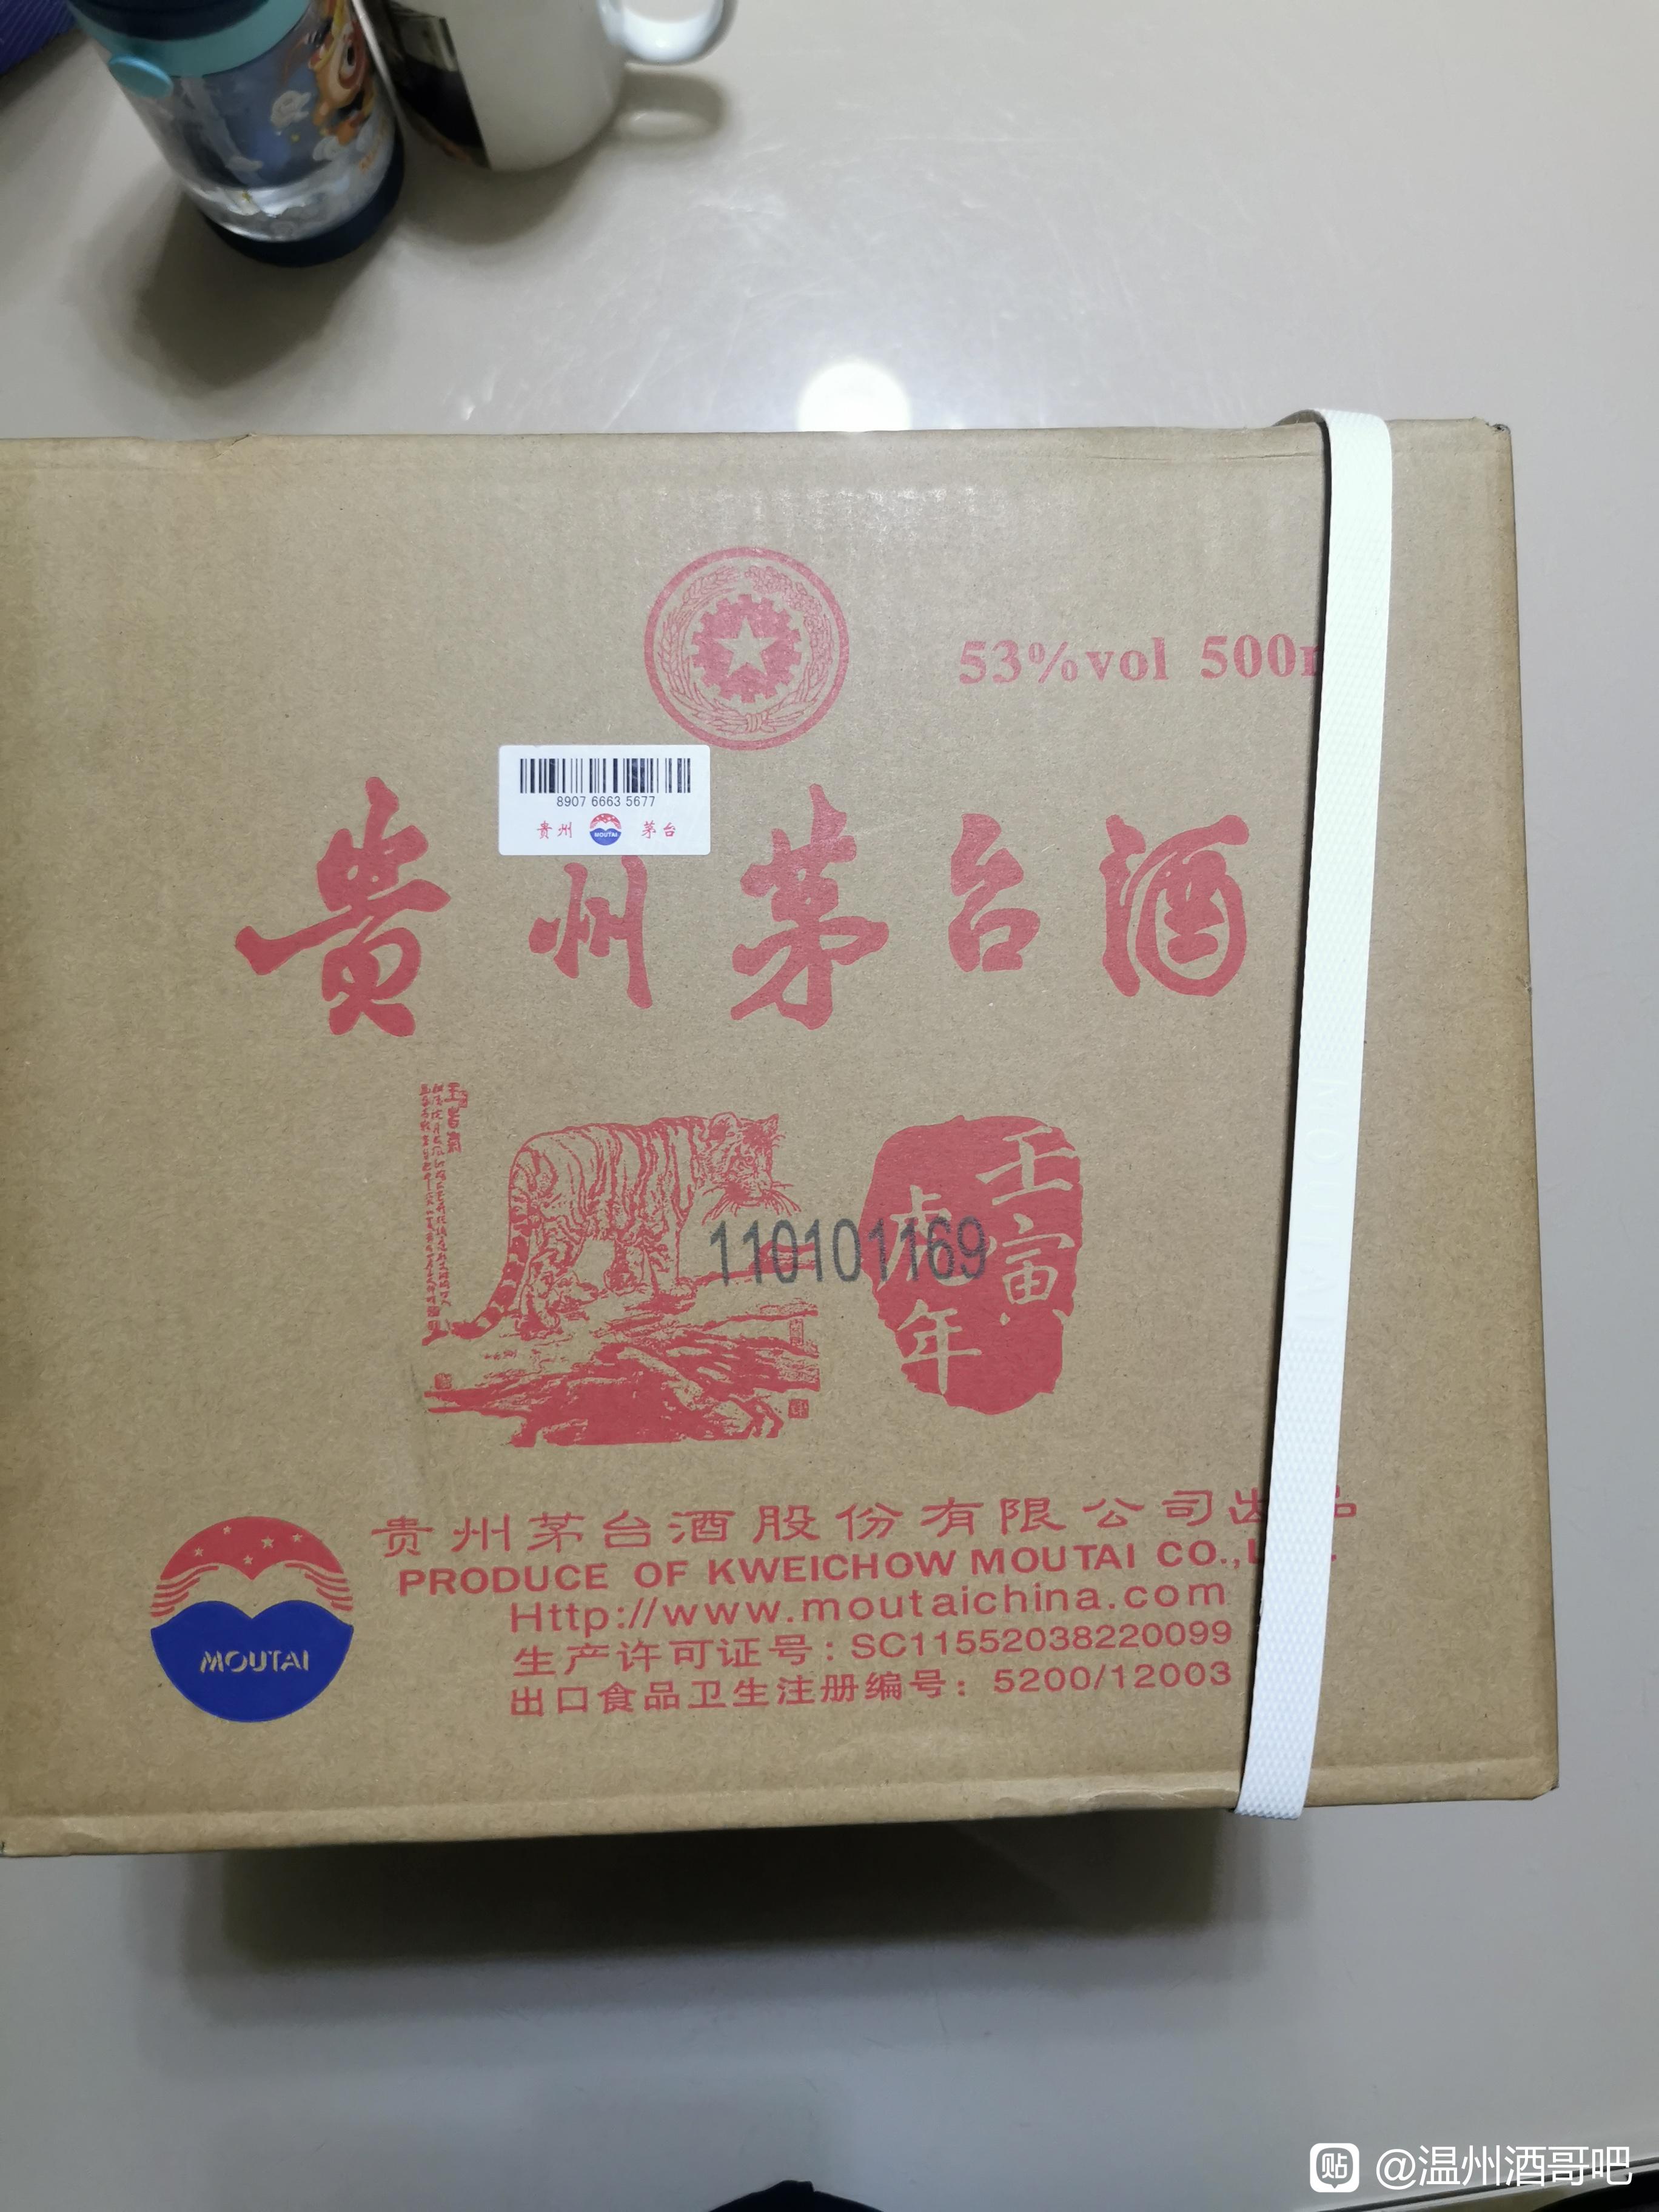 53%vol 500
8907 6663 5677
贵州 MOUTAI 茅台
贵州茅台酒
壬寅
虎年
110101169
贵州茅台酒股份有限公司出品
PRODUCE OF KWEICHOW MOUTAI CO.,L
Http://www.moutaichina.com
生产许可证号：SC11552038220099
出口食品卫生注册编号：5200/12003
MOUTAI
MOUTAI
贴 @温州酒哥吧